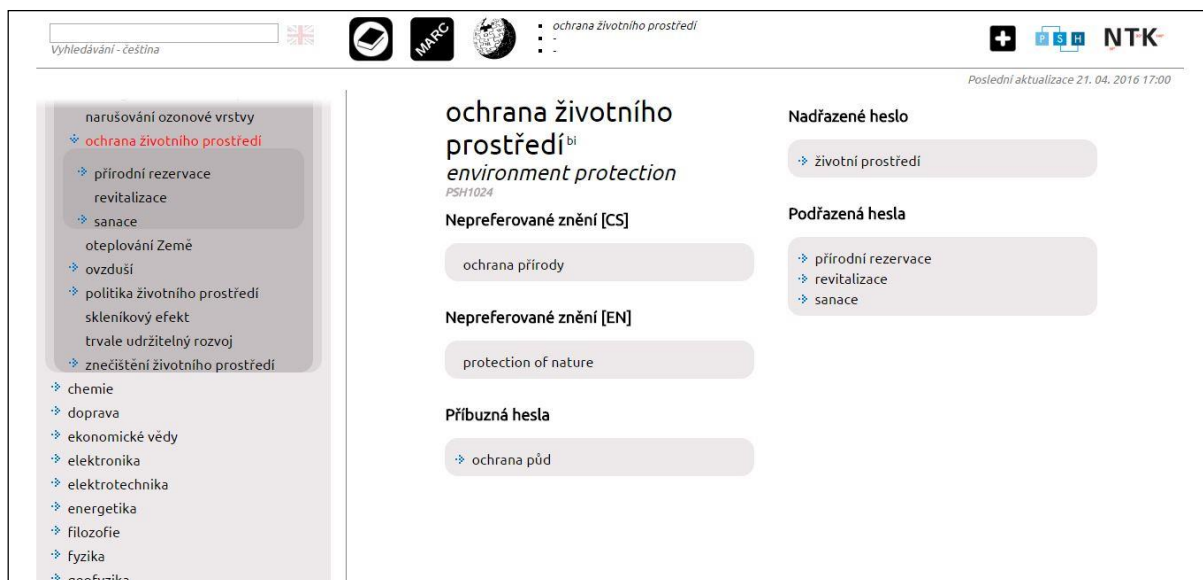 Vyhledávání - čeština
MARC
ochrana životního prostředí
-
-
PSH
NTK
Poslední aktualizace 21. 04. 2016 17:00
narušování ozonové vrstvy
ochrana životního prostředí
přírodní rezervace
revitalizace
sanace
oteplování Země
ovzduší
politika životního prostředí
skleníkový efekt
trvale udržitelný rozvoj
znečištění životního prostředí
chemie
doprava
ekonomické vědy
elektronika
elektrotechnika
energetika
filozofie
fyzika
geofyzika
ochrana životního
prostředí bi
environment protection
PSH1024
Nepreferované znění [CS]
ochrana přírody
Nepreferované znění [EN]
protection of nature
Příbuzná hesla
ochrana půd
Nadřazené heslo
životní prostředí
Podřazená hesla
přírodní rezervace
revitalizace
sanace